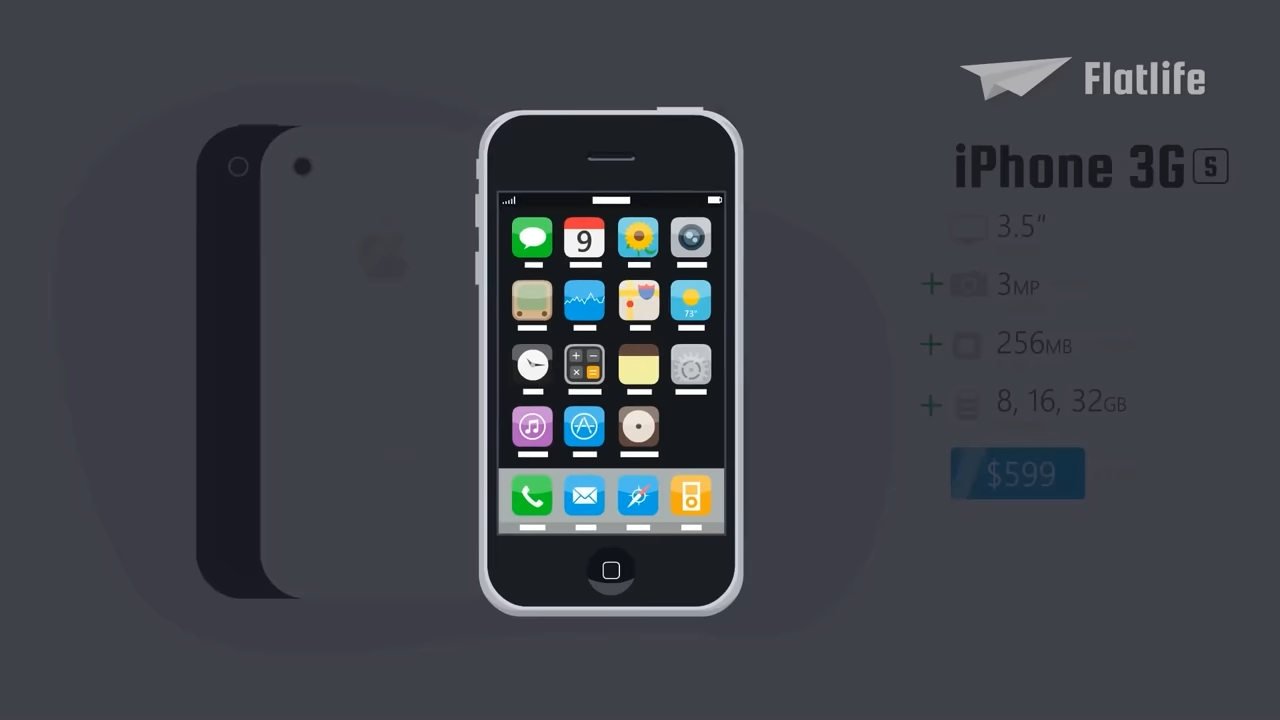 Flatlife
iPhone 3G S
3.5”
+ 3MP
+ 256MB
+ 8, 16, 32GB
$599
9
73°